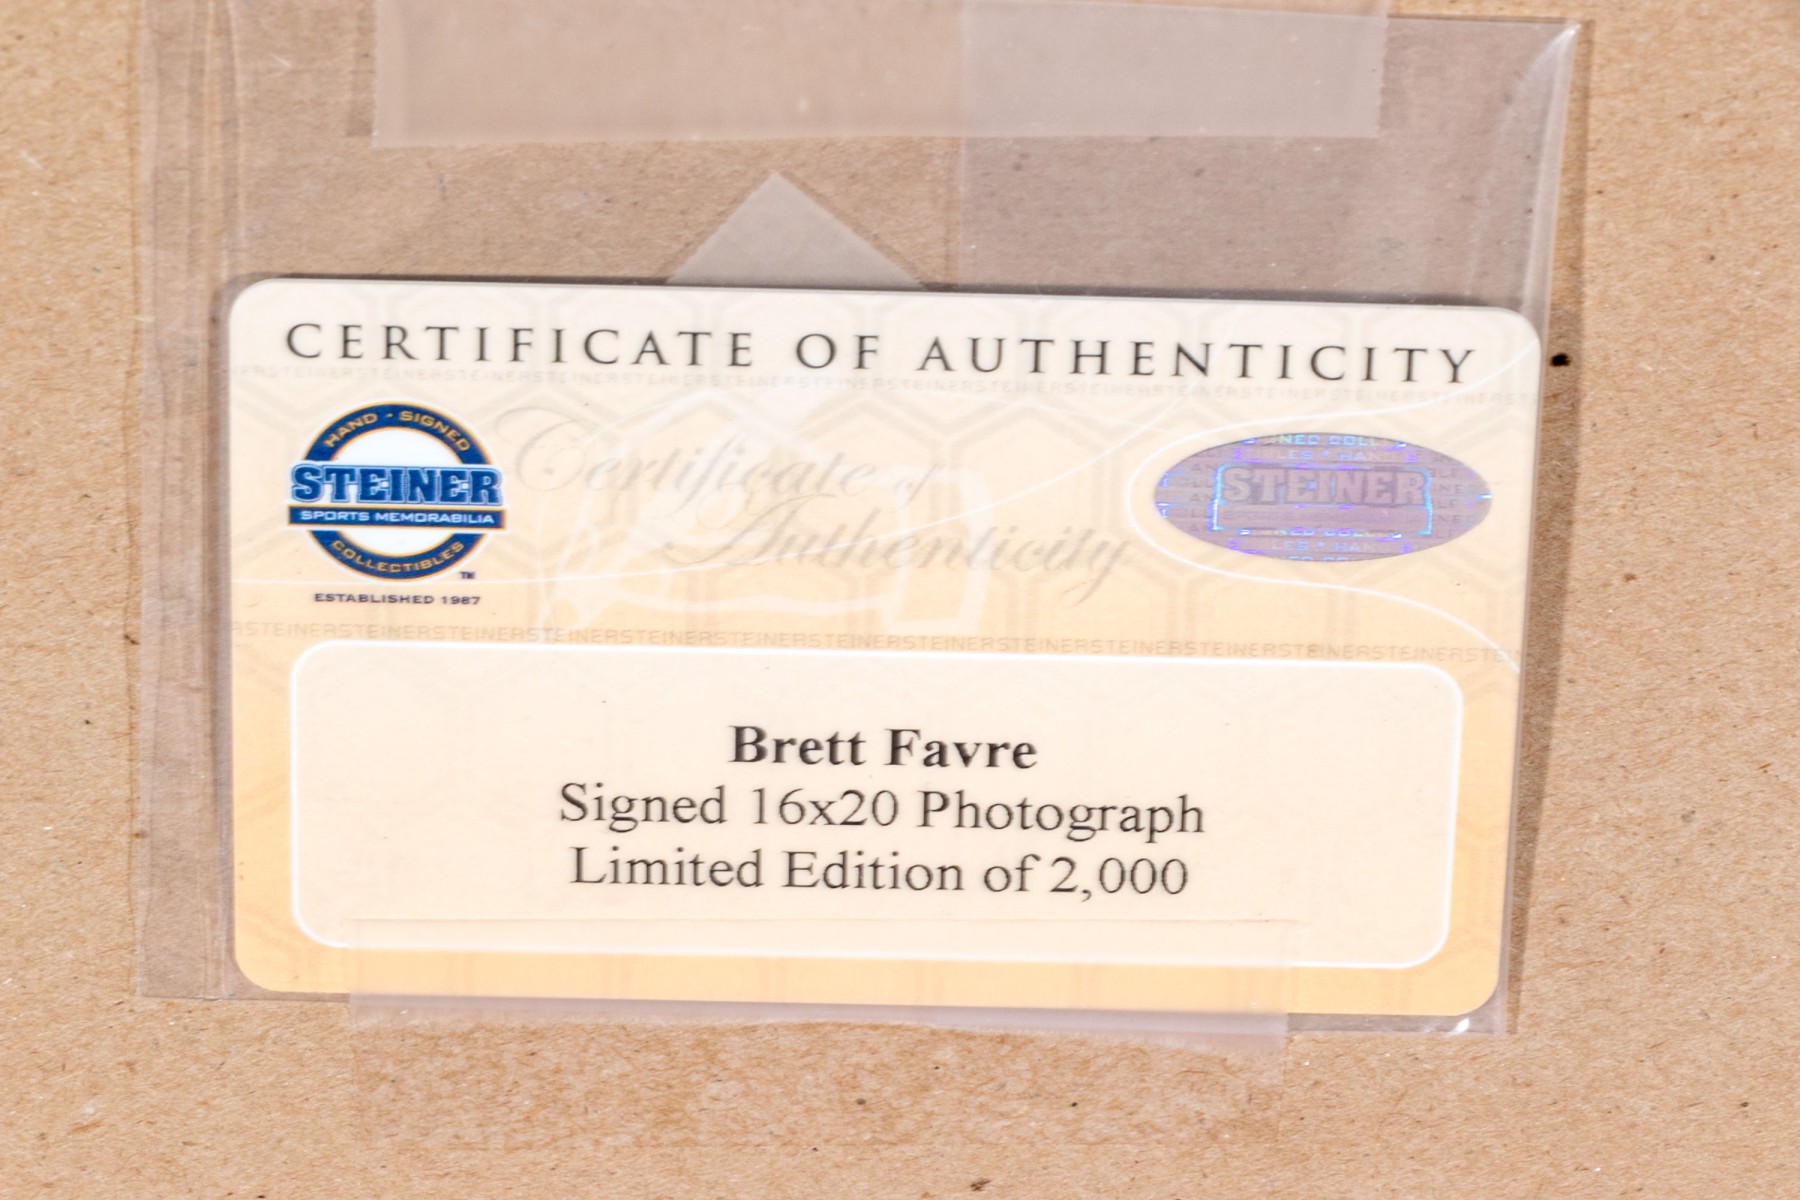 CERTIFICATE OF AUTHENTICITY
HAND - SIGNED
STEINER
SPORTS MEMORABILIA
COLLECTIBLES
TM
ESTABLISHED 1987
Certificate of
Authenticity
STEINER
Brett Favre
Signed 16x20 Photograph
Limited Edition of 2,000